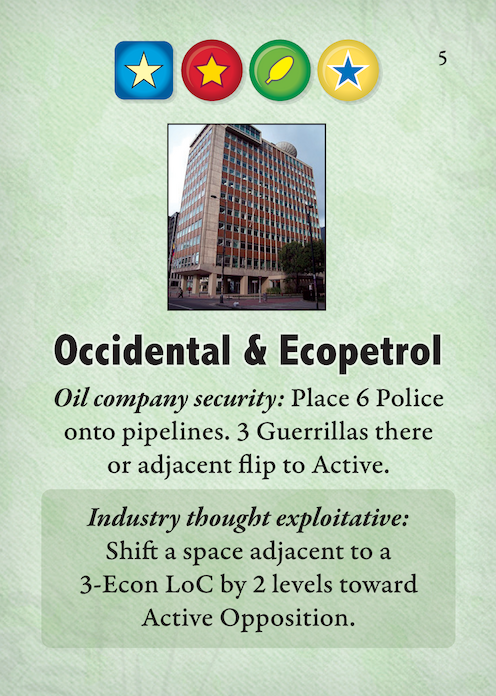 5
Occidental & Ecopetrol
Oil company security: Place 6 Police
onto pipelines. 3 Guerrillas there
or adjacent flip to Active.
Industry thought exploitative:
Shift a space adjacent to a
3-Econ LoC by 2 levels toward
Active Opposition.